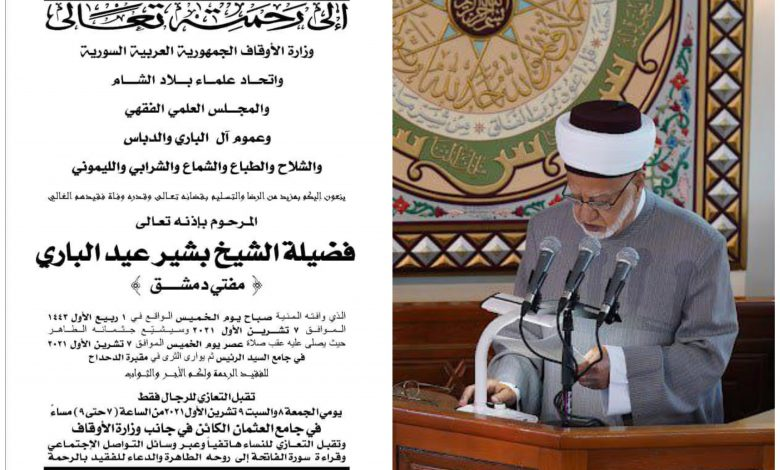 إلى رحمة الله تعالى
وزارة الأوقاف الجمهورية العربية السورية
واتحاد علماء بلاد الشام
والمجلس العلمي الفقهي
وعموم آل الباري والدباس
والشلاح والطباع والشماع والشرابي والليموني
ينعون إليكم بمزيد من الرضا والتسليم بقضائه تعالى وقدره وفاة فقيدهم الغالي
المرحوم بإذنه تعالى
فضيلة الشيخ بشير عيد الباري
﴿ مفتي دمشق ﴾
الذي وافته المنية صباح يوم الخميس الواقع في ١ ربيع الأول ١٤٤٣
الموافق ٧ تشرين الأول ٢٠٢١ وسيشيّع جثمانه الطاهر
حيث يصلى عليه عقب صلاة عصر يوم الخميس الموافق ٧ تشرين الأول ٢٠٢١
في جامع السيد الرئيس ثم يوارى الثرى في مقبرة الدحداح
للفقيد الرحمة ولكم الأجر والثواب
تقبل التعازي للرجال فقط
يومي الجمعة ٨ والسبت ٩ تشرين الأول ٢٠٢١ من الساعة (٧ حتى ٩) مساءً
في جامع العثمان الكائن في جانب وزارة الأوقاف
وتقبل التعازي للنساء هاتفياً وعبر وسائل التواصل الإجتماعي
وقراءة سورة الفاتحة إلى روحه الطاهرة والدعاء للفقيد بالرحمة